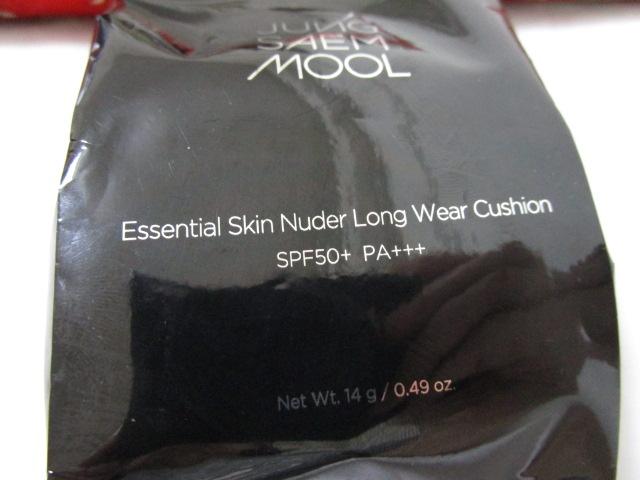 JUNG
SAEM
MOOL
Essential Skin Nuder Long Wear Cushion
SPF50+ PA+++
Net Wt. 14 g / 0.49 oz.